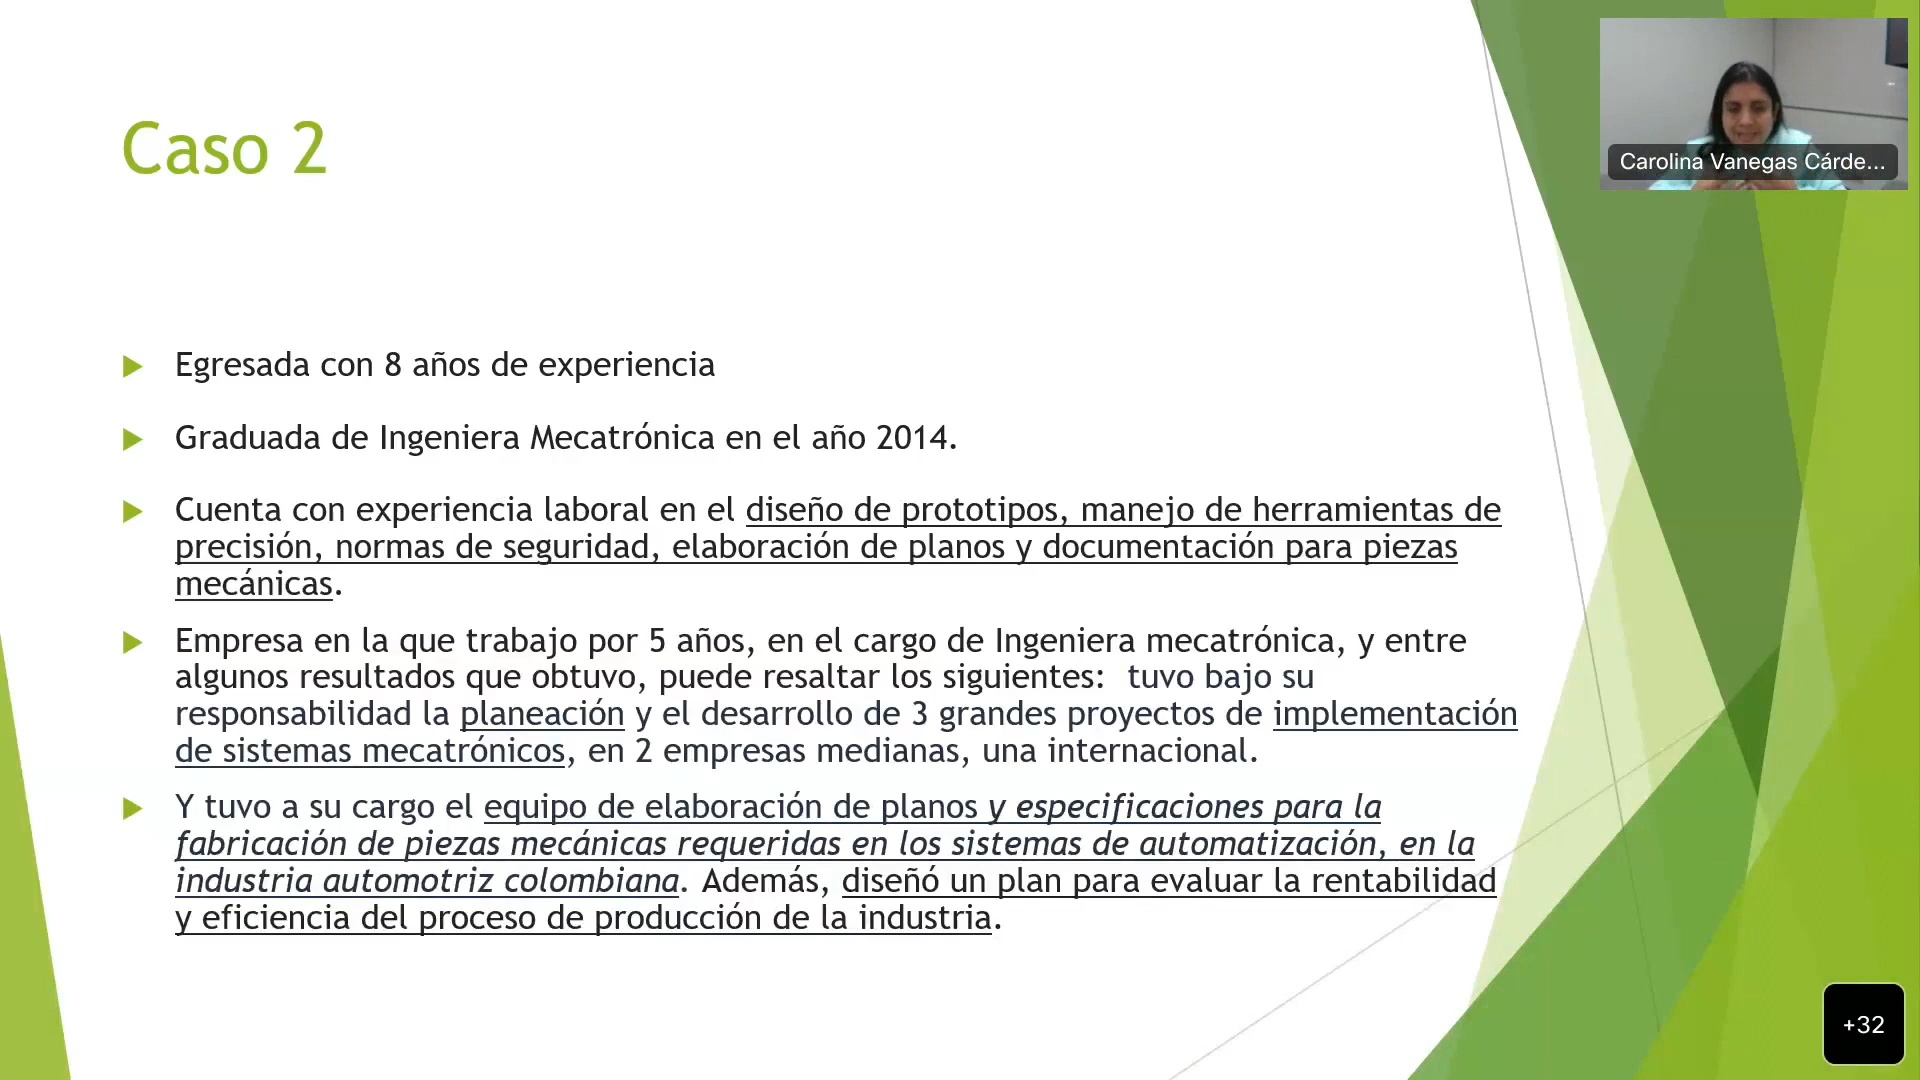 Caso 2
Carolina Vanegas Cárde...
Egresada con 8 años de experiencia
Graduada de Ingeniera Mecatrónica en el año 2014.
Cuenta con experiencia laboral en el diseño de prototipos, manejo de herramientas de
precisión, normas de seguridad, elaboración de planos y documentación para piezas
mecánicas.
Empresa en la que trabajo por 5 años, en el cargo de Ingeniera mecatrónica, y entre
algunos resultados que obtuvo, puede resaltar los siguientes: tuvo bajo su
responsabilidad la planeación y el desarrollo de 3 grandes proyectos de implementación
de sistemas mecatrónicos, en 2 empresas medianas, una internacional.
Y tuvo a su cargo el equipo de elaboración de planos y especificaciones para la
fabricación de piezas mecánicas requeridas en los sistemas de automatización, en la
industria automotriz colombiana. Además, diseñó un plan para evaluar la rentabilidad
y eficiencia del proceso de producción de la industria.
+32